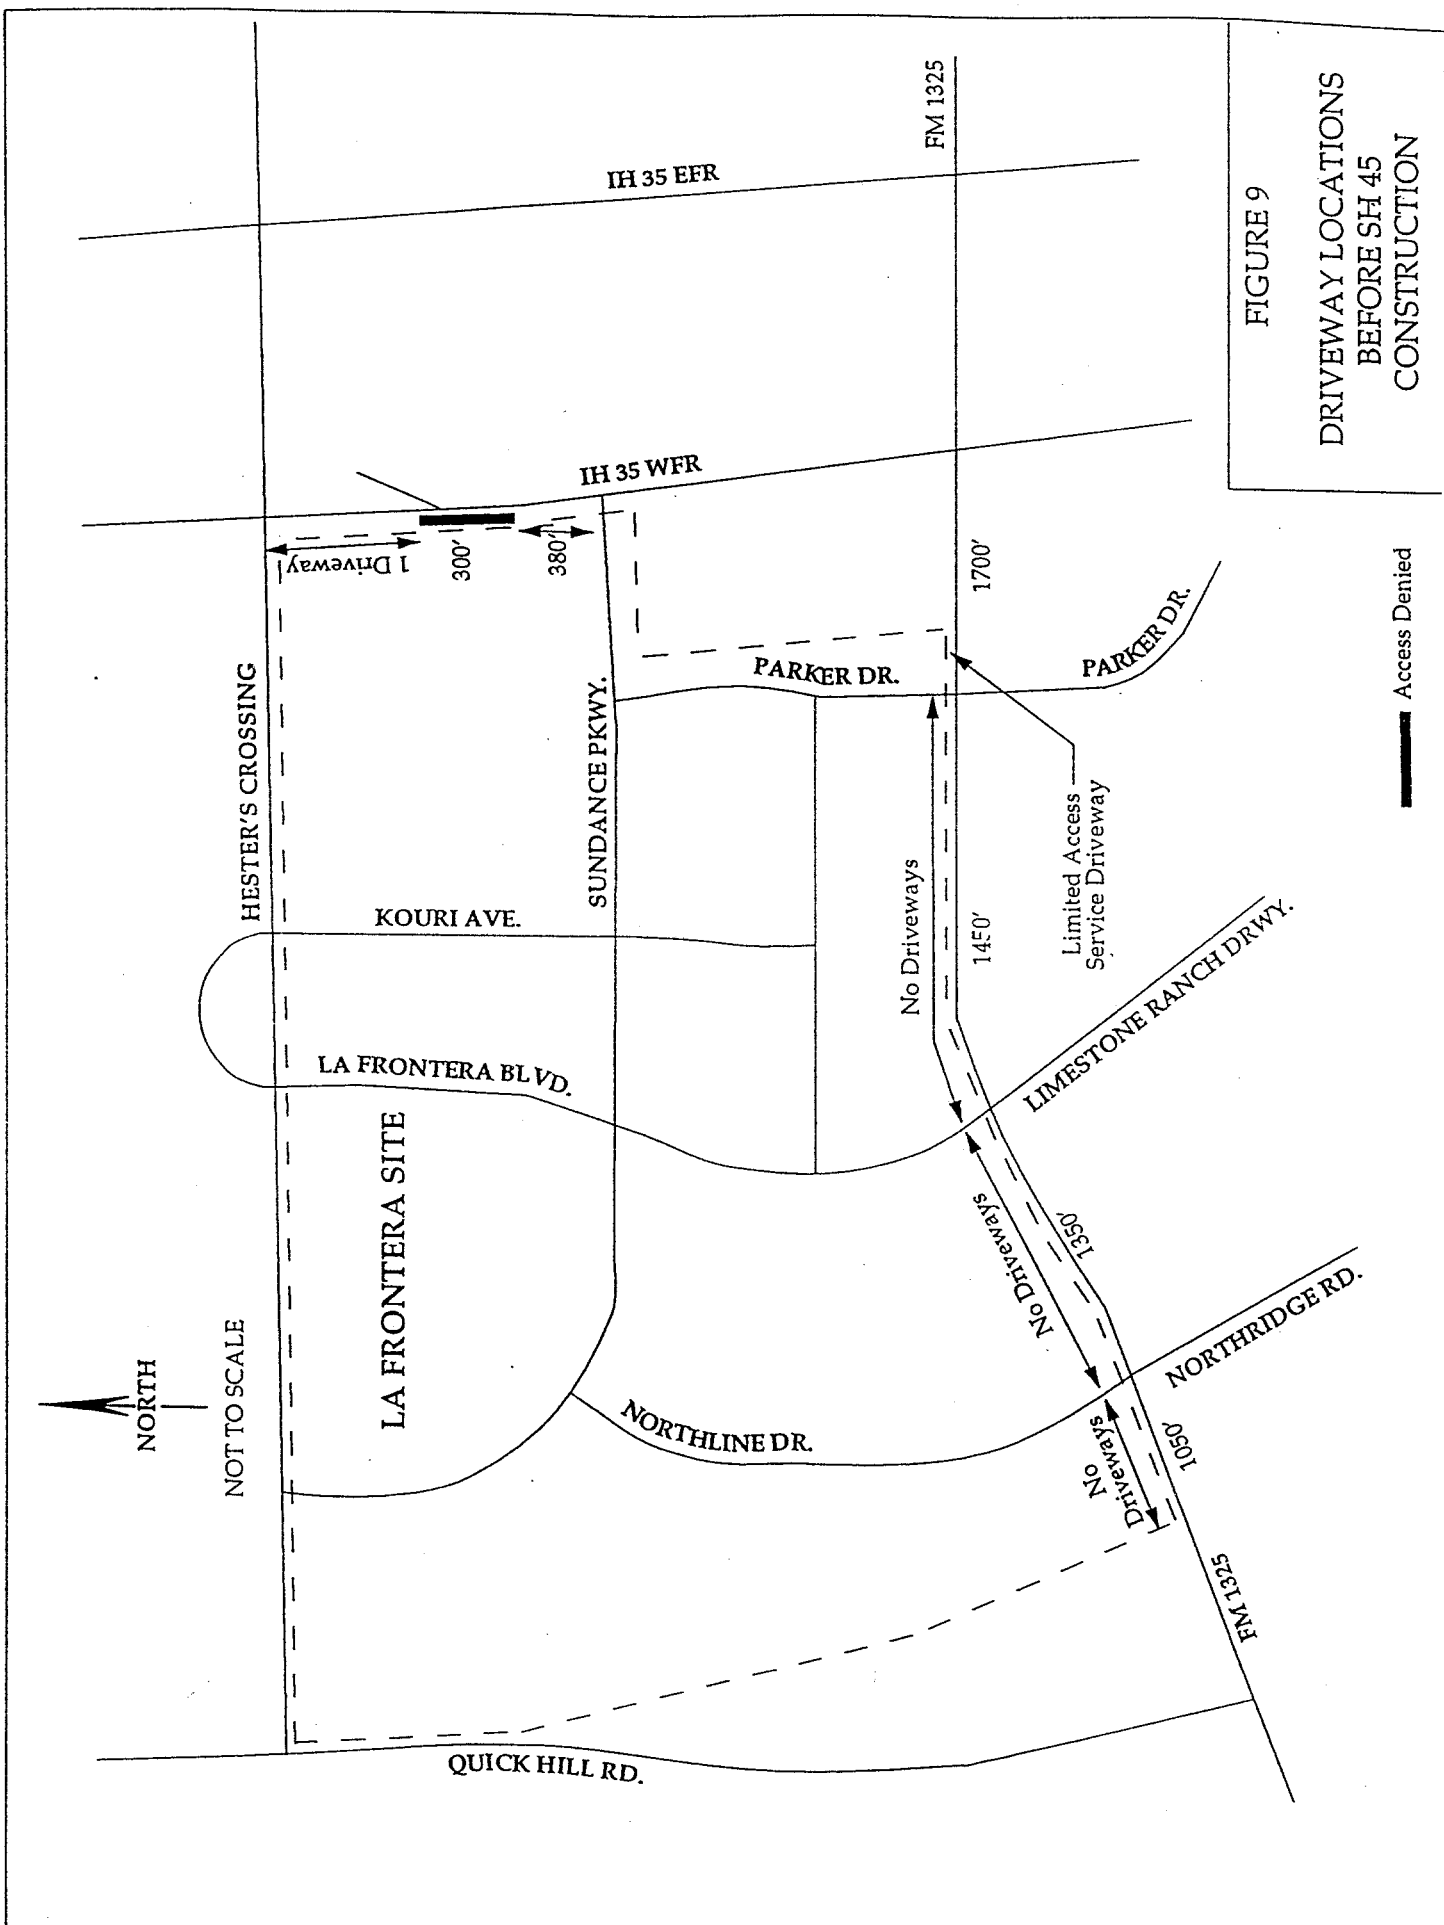 NORTH
NOT TO SCALE
HESTER'S CROSSING
LA FRONTERA SITE
QUICK HILL RD.
LA FRONTERA BLVD.
KOURI AVE.
SUNDANCE PKWY.
NORTHLINE DR.
1 Driveway
300'
380'
IH 35 WFR
IH 35 EFR
PARKER DR.
PARKER DR.
FM 1325
1700'
No Driveways
1450'
Limited Access
Service Driveway
LIMESTONE RANCH DRWY.
No Driveways
1350'
NORTHRIDGE RD.
No
Driveways
1050'
FM 1325
Access Denied
FIGURE 9
DRIVEWAY LOCATIONS
BEFORE SH 45
CONSTRUCTION